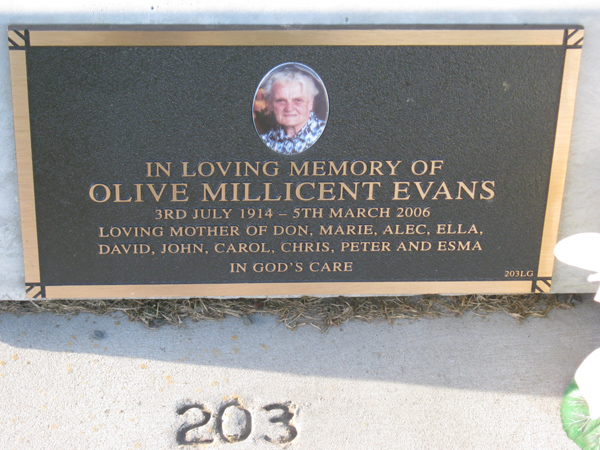 IN LOVING MEMORY OF
OLIVE MILLICENT EVANS
3RD JULY 1914 – 5TH MARCH 2006
LOVING MOTHER OF DON, MARIE, ALEC, ELLA,
DAVID, JOHN, CAROL, CHRIS, PETER AND ESMA
IN GOD'S CARE
203LG
203